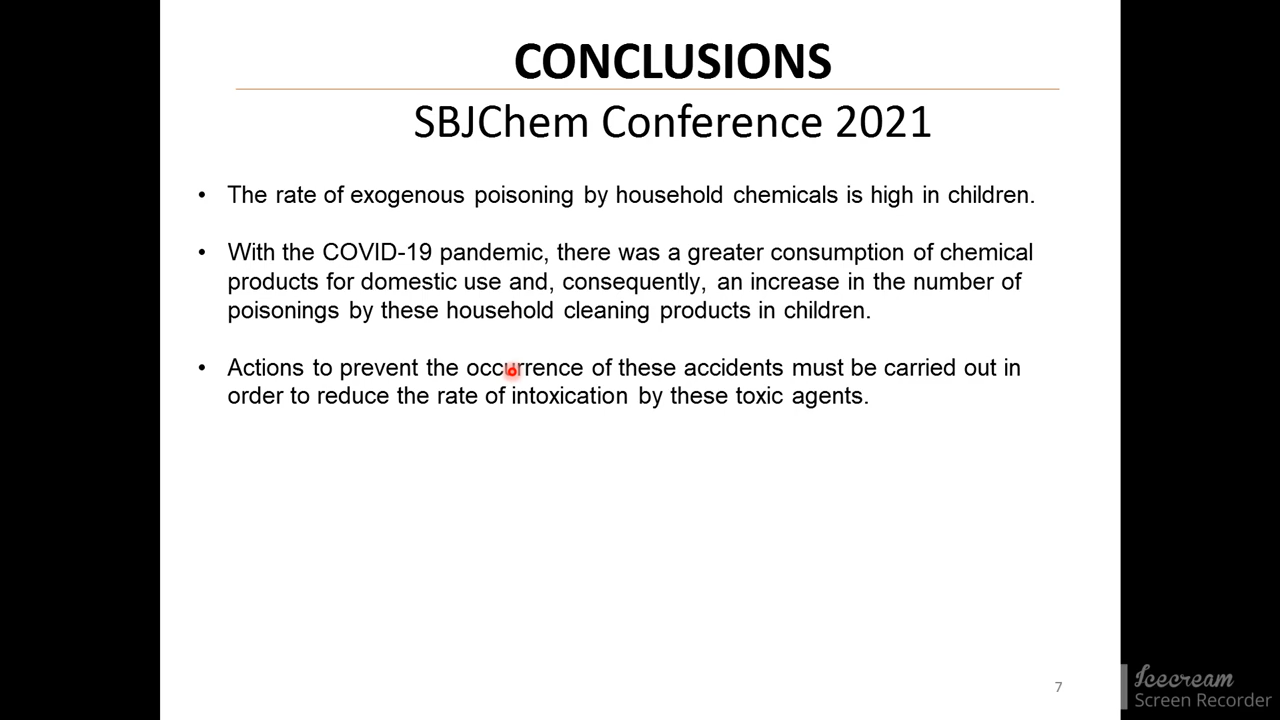 CONCLUSIONS
SBJChem Conference 2021
• The rate of exogenous poisoning by household chemicals is high in children.
• With the COVID-19 pandemic, there was a greater consumption of chemical
products for domestic use and, consequently, an increase in the number of
poisonings by these household cleaning products in children.
• Actions to prevent the occurrence of these accidents must be carried out in
order to reduce the rate of intoxication by these toxic agents.
7
Icecream
Screen Recorder